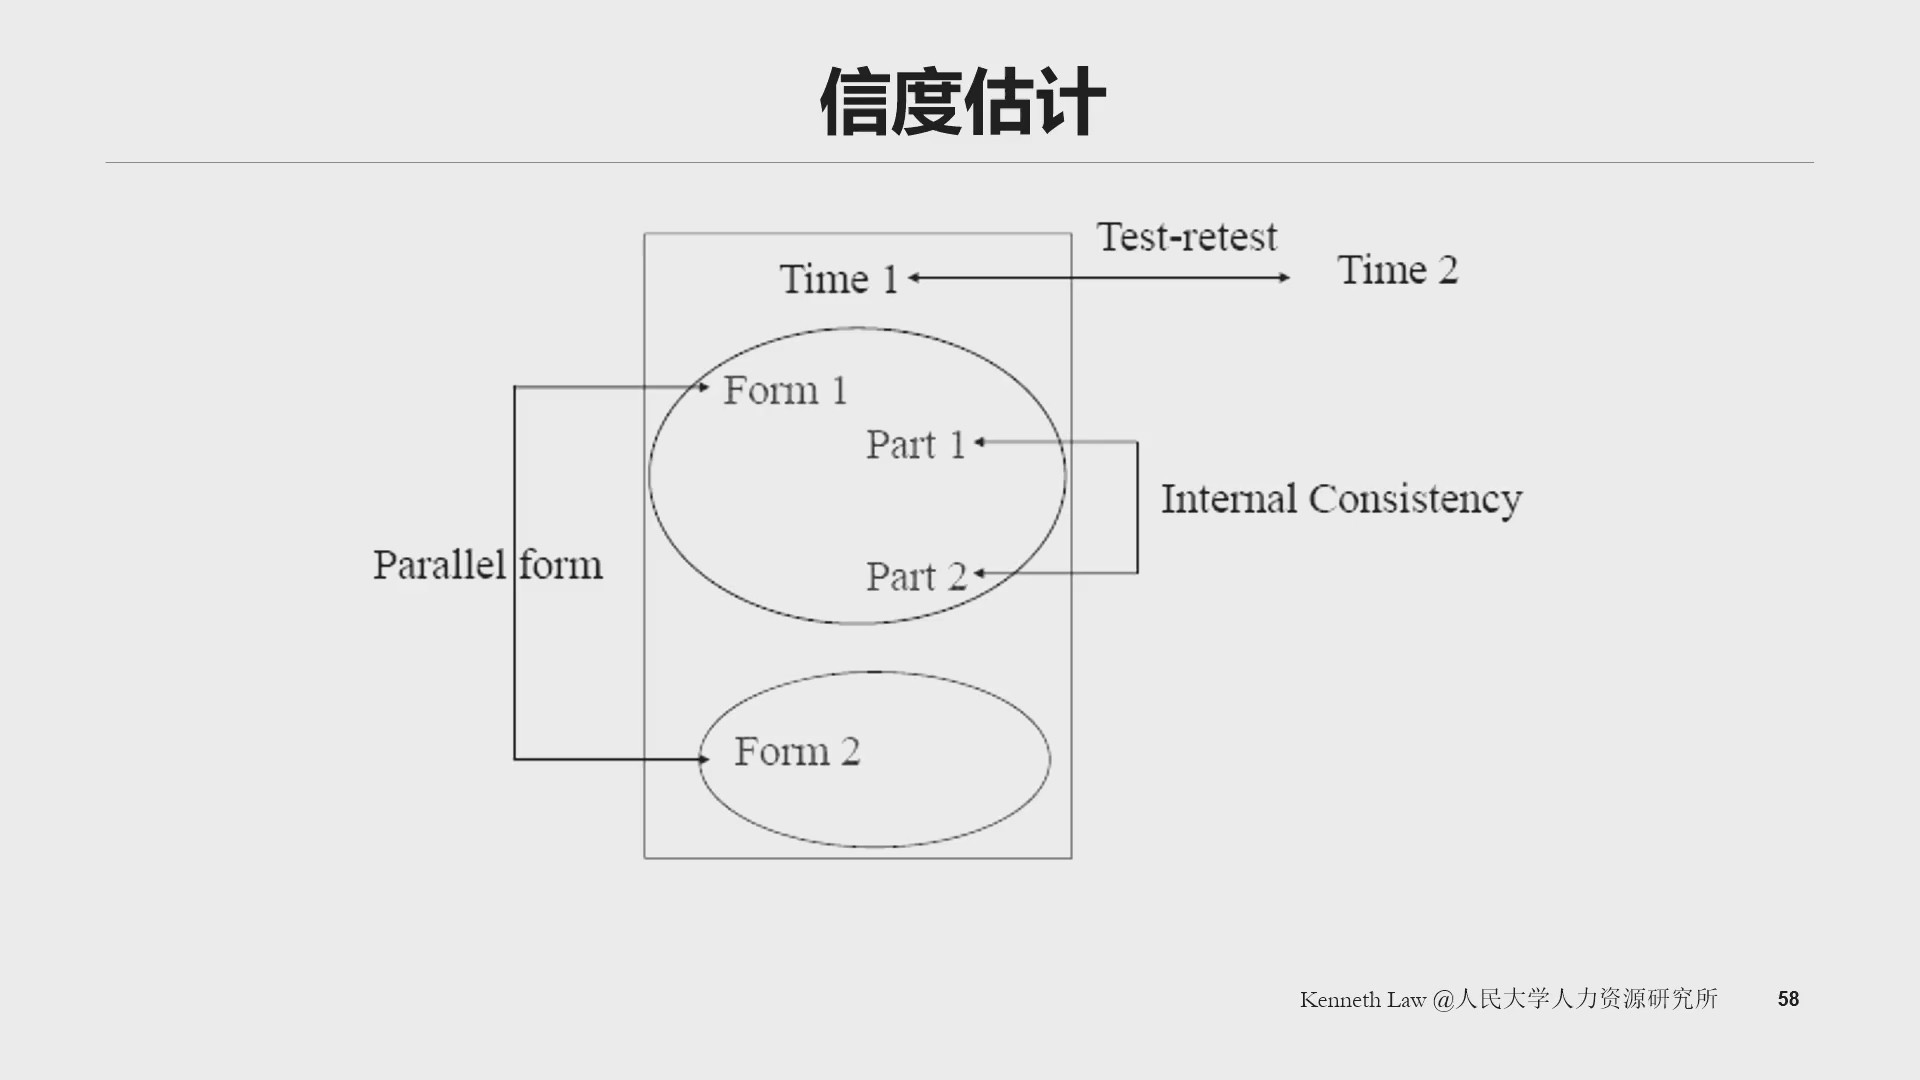 信度估计
Test-retest
Time 1
Time 2
Form 1
Part 1
Internal Consistency
Parallel form
Part 2
Form 2
Kenneth Law @人民大学人力资源研究所
58